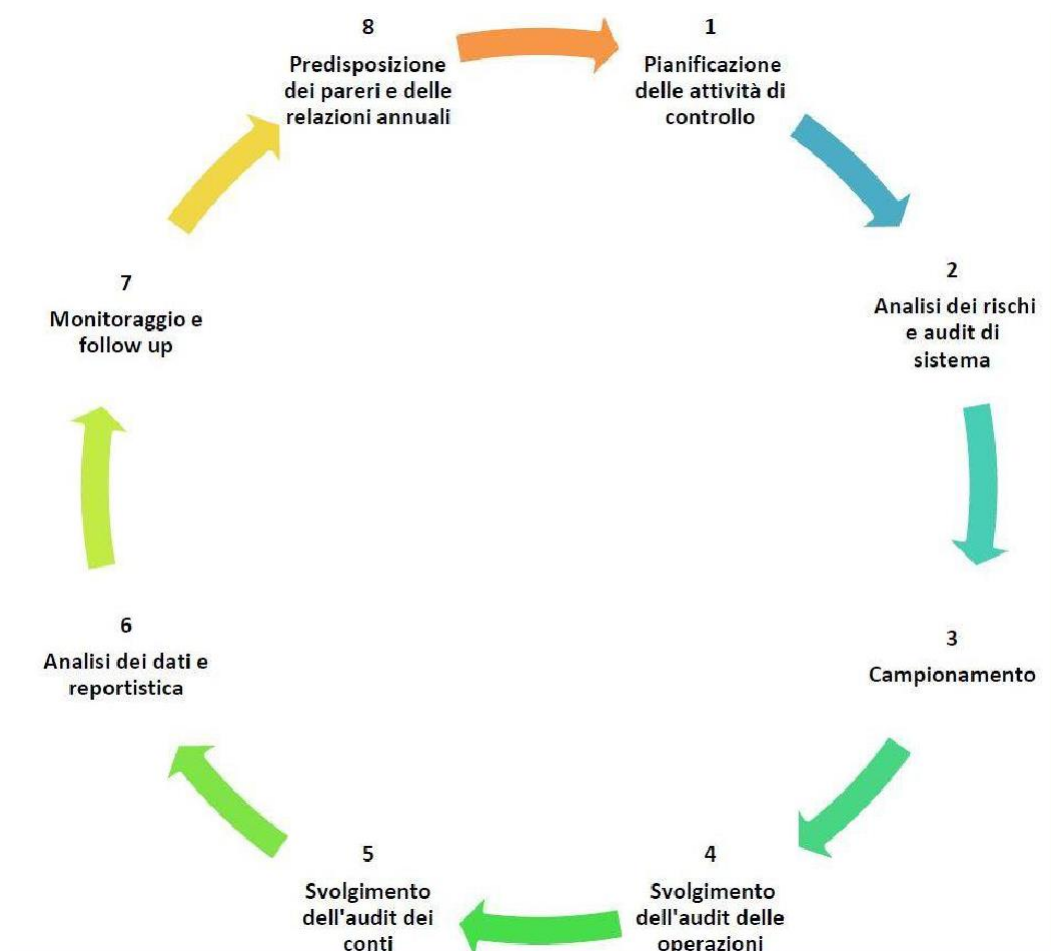 8
Predisposizione
dei pareri e delle
relazioni annuali
1
Pianificazione
delle attività di
controllo
2
Analisi dei rischi
e audit di
sistema
3
Campionamento
4
Svolgimento
dell'audit delle
operazioni
5
Svolgimento
dell'audit dei
conti
6
Analisi dei dati e
reportistica
7
Monitoraggio e
follow up